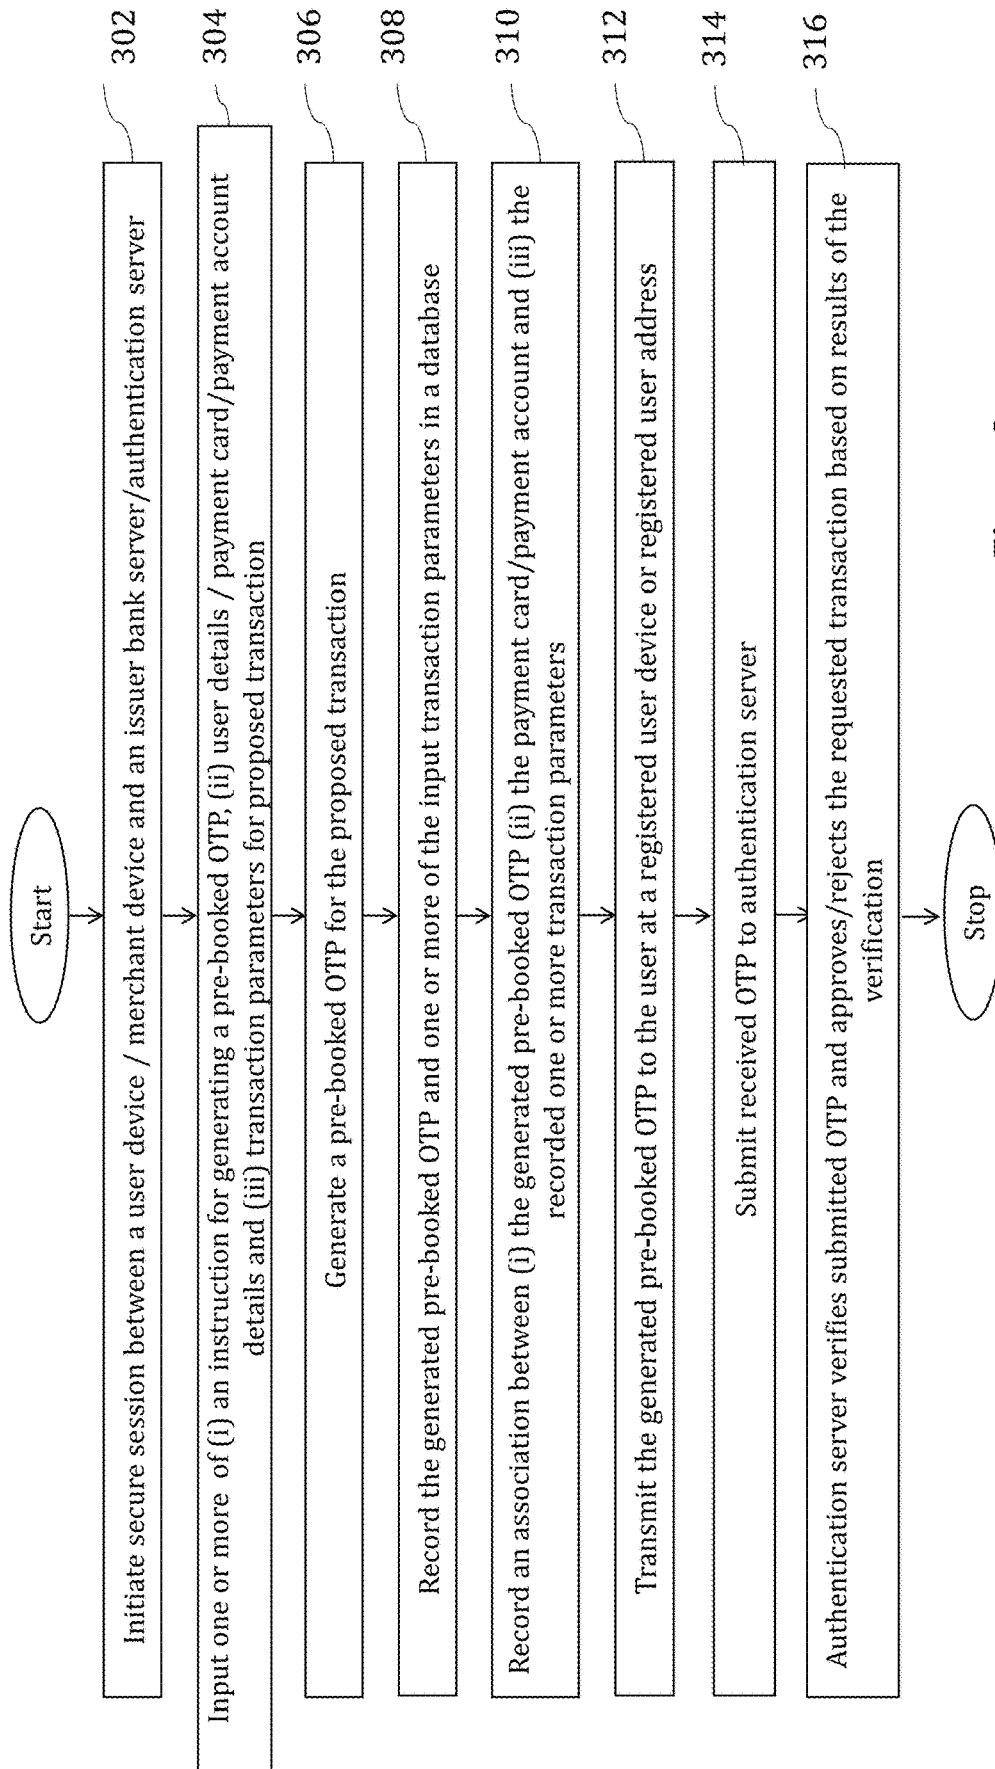 Start
302
Initiate secure session between a user device / merchant device and an issuer bank server/authentication server
304
Input one or more of (i) an instruction for generating a pre-booked OTP, (ii) user details / payment card/payment account
details and (iii) transaction parameters for proposed transaction
306
Generate a pre-booked OTP for the proposed transaction
308
Record the generated pre-booked OTP and one or more of the input transaction parameters in a database
310
Record an association between (i) the generated pre-booked OTP (ii) the payment card/payment account and (iii) the
recorded one or more transaction parameters
312
Transmit the generated pre-booked OTP to the user at a registered user device or registered user address
314
Submit received OTP to authentication server
316
Authentication server verifies submitted OTP and approves/rejects the requested transaction based on results of the
verification
Stop